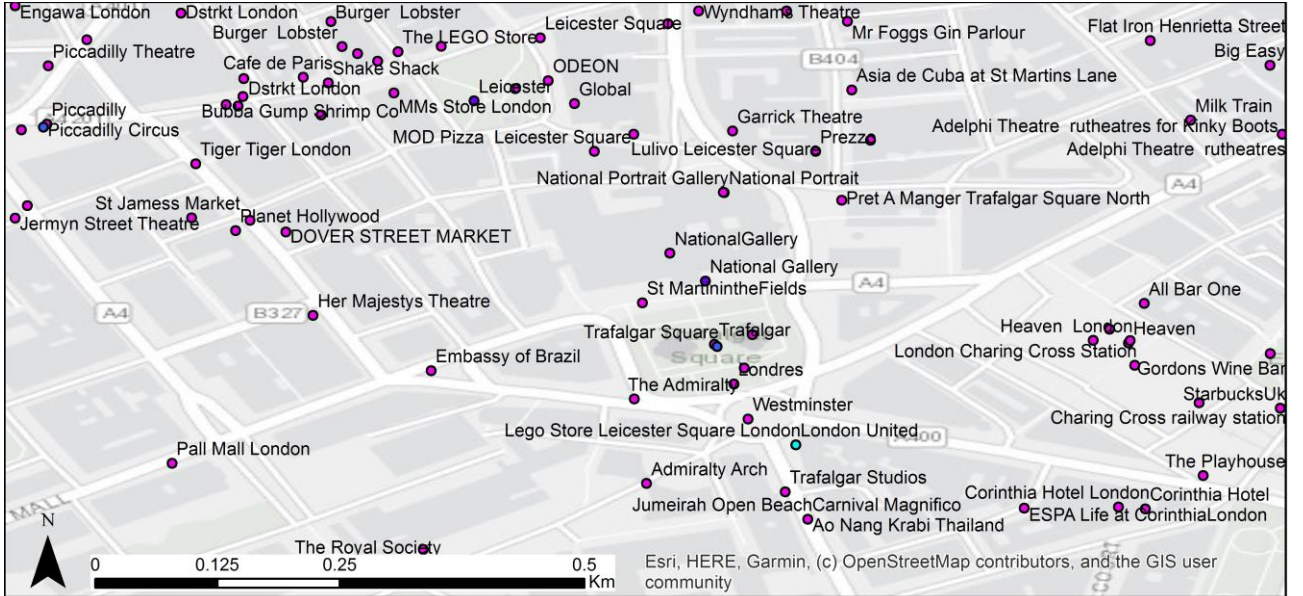 Engawa London
Dstrkt London
Burger Lobster
Leicester Square
Wyndhams Theatre
Mr Foggs Gin Parlour
Flat Iron Henrietta Street
Piccadilly Theatre
Burger Lobster
The LEGO Store
B404
Big Easy
Cafe de Paris
Shake Shack
ODEON
Asia de Cuba at St Martins Lane
Dstrkt London
Leicester
Global
Piccadilly
Bubba Gump Shrimp Co
MMs Store London
Milk Train
Piccadilly Circus
MOD Pizza Leicester Square
Garrick Theatre
Prezzo
Adelphi Theatre rutheatres for Kinky Boots
Tiger Tiger London
Lulivo Leicester Square
Adelphi Theatre rutheatres
National Portrait Gallery
National Portrait
A4
St Jamess Market
Planet Hollywood
Pret A Manger Trafalgar Square North
Jermyn Street Theatre
DOVER STREET MARKET
NationalGallery
National Gallery
A4
St MartinintheFields
All Bar One
Her Majestys Theatre
A4
B327
Trafalgar Square
Trafalgar
Square
Heaven London
Heaven
London Charing Cross Station
Embassy of Brazil
Londres
Gordons Wine Bar
The Admiralty
StarbucksUk
Westminster
Charing Cross railway station
Lego Store Leicester Square London
London United
A400
Pall Mall London
Admiralty Arch
Trafalgar Studios
The Playhouse
MALL
Jumeirah Open Beach
Carnival Magnifico
Corinthia Hotel London
Corinthia Hotel
Ao Nang Krabi Thailand
ESPA Life at Corinthia
London
N
The Royal Society
0 0.125 0.25 0.5
Km
Esri, HERE, Garmin, (c) OpenStreetMap contributors, and the GIS user
community